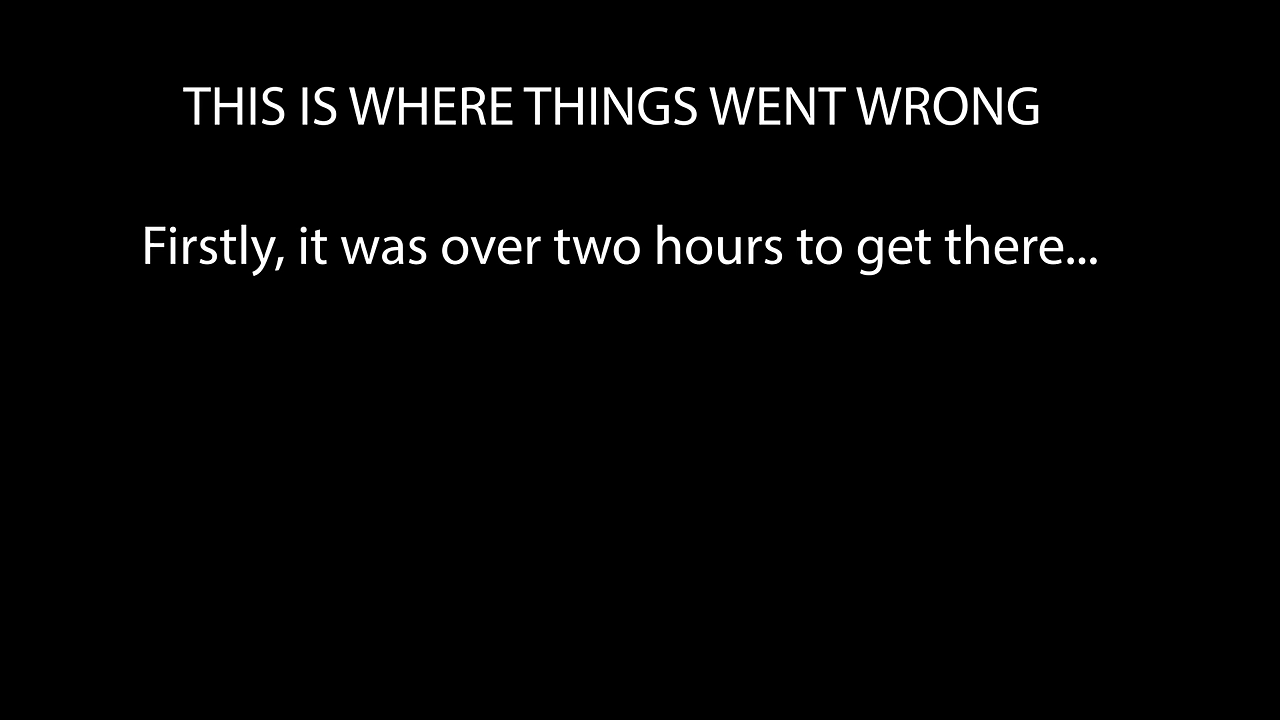 THIS IS WHERE THINGS WENT WRONG
Firstly, it was over two hours to get there...